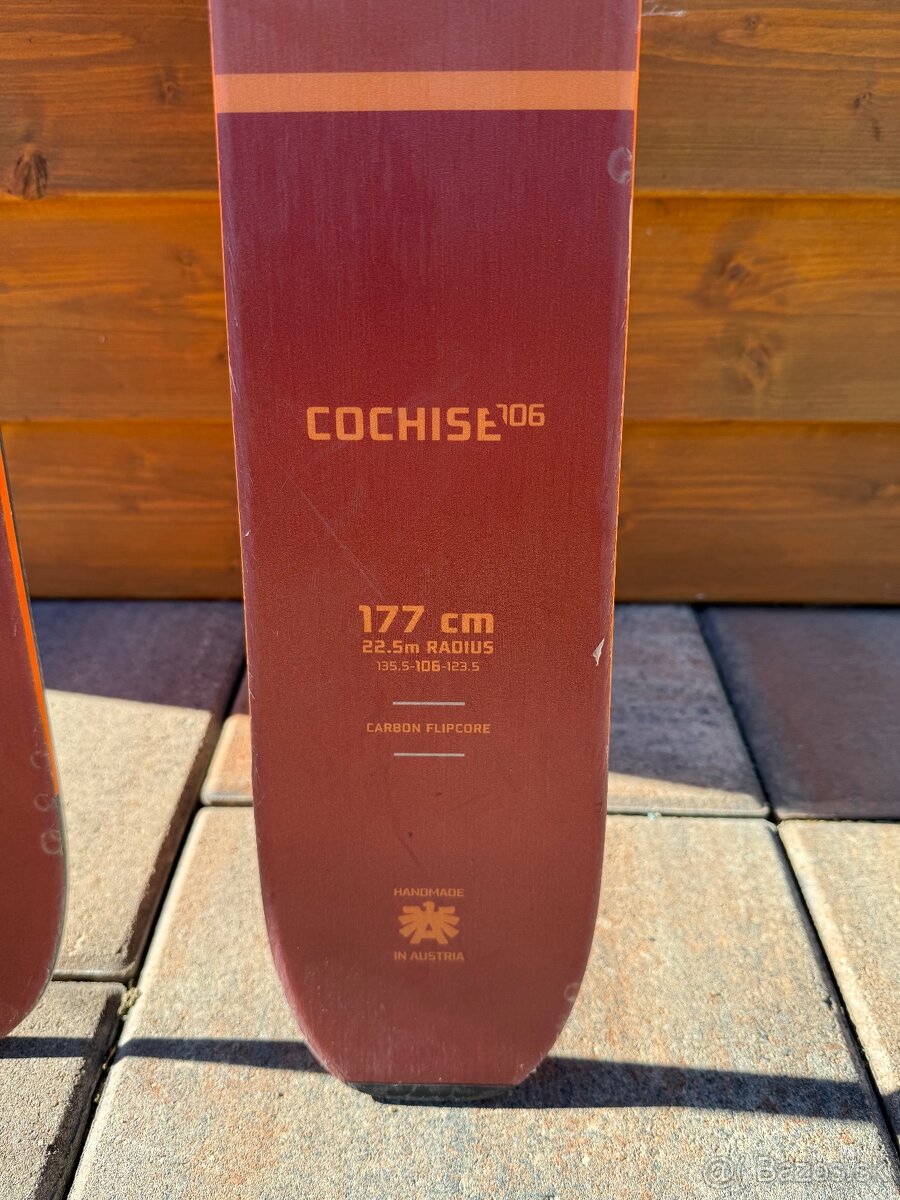 COCHISE 106
177 cm
22.5m RADIUS
135.5-106-123.5
CARBON FLIPCORE
HANDMADE
IN AUSTRIA
Bazos.sk